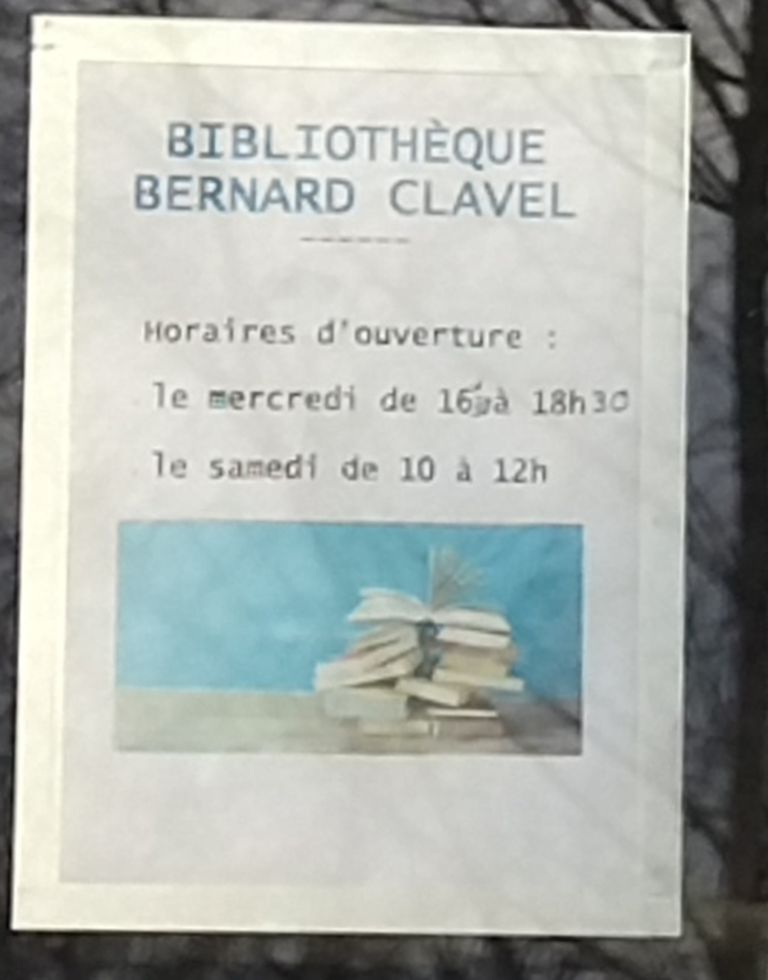 BIBLIOTHÈQUE
BERNARD CLAVEL
------
Horaires d'ouverture :
le mercredi de 16 à 18h30
le samedi de 10 à 12h